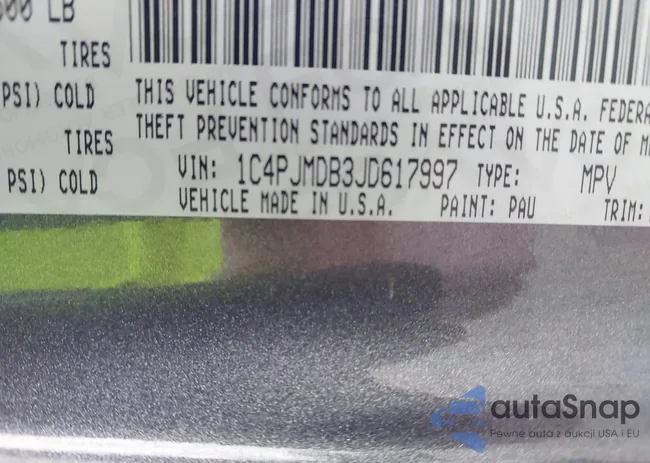 00 LB
TIRES
PSI) COLD
THIS VEHICLE CONFORMS TO ALL APPLICABLE U.S.A. FEDERA
THEFT PREVENTION STANDARDS IN EFFECT ON THE DATE OF M
TIRES
VIN: 1C4PJMDB3JD617997 TYPE: MPV
PSI) COLD
VEHICLE MADE IN U.S.A. PAINT: PAU TRIM:
autaSnap
Pewne auta z aukcji USA i EU